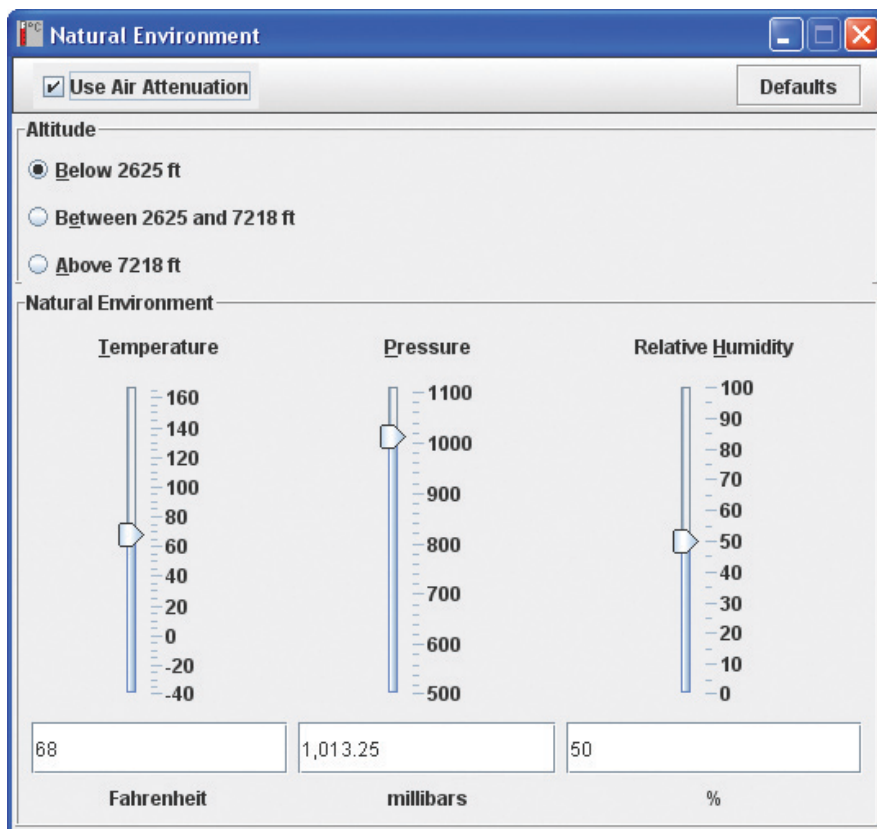 °C
Natural Environment
Use Air Attenuation
Defaults
Altitude
Below 2625 ft
Between 2625 and 7218 ft
Above 7218 ft
Natural Environment
Temperature
160
140
120
100
80
60
40
20
0
-20
-40
68
Fahrenheit
Pressure
1100
1000
900
800
700
600
500
1,013.25
millibars
Relative Humidity
100
90
80
70
60
50
40
30
20
10
0
50
%